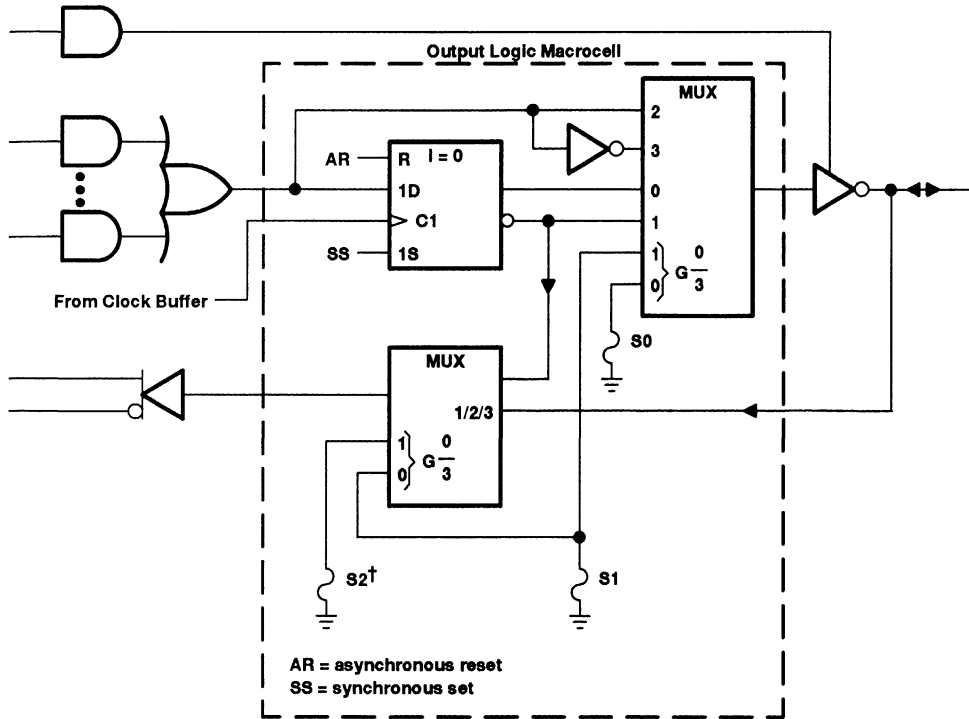 Output Logic Macrocell
MUX
2
3
0
1
1
0
G 0/3
AR
R
I = 0
1D
C1
SS
1S
From Clock Buffer
S0
MUX
1/2/3
1
0
G 0/3
S2†
S1
AR = asynchronous reset
SS = synchronous set